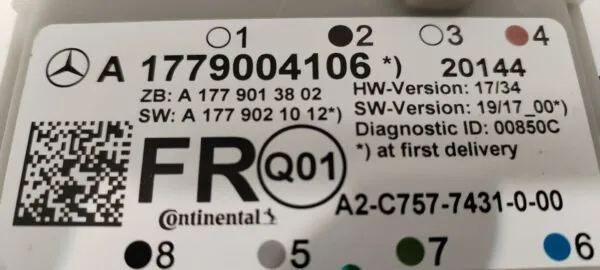 1 2 3 4
A 1779004106 *) 20144
ZB: A 177 901 38 02 HW-Version: 17/34
SW: A 177 902 10 12*) SW-Version: 19/17_00*)
Diagnostic ID: 00850C
*) at first delivery
FR Q01
Continental A2-C757-7431-0-00
8 5 7 6